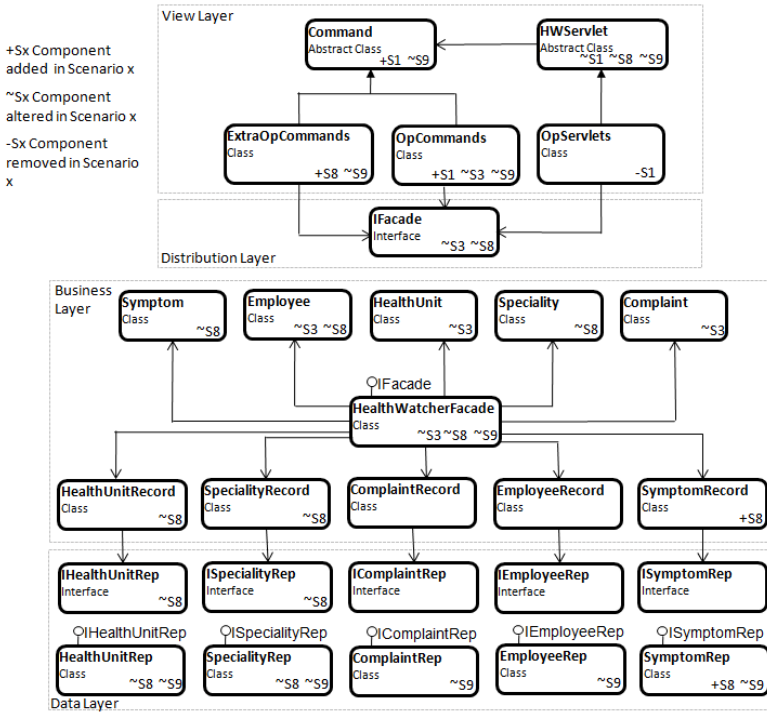 View Layer
Command
Abstract Class
+S1 ~S9
HWServlet
Abstract Class
~S1 ~S8 ~S9
+Sx Component
added in Scenario x
~Sx Component
altered in Scenario x
-Sx Component
removed in Scenario
x
ExtraOpCommands
Class
+S8 ~S9
OpCommands
Class
+S1 ~S3 ~S9
OpServlets
Class
-S1
IFacade
Interface
~S3 ~S8
Distribution Layer
Business
Layer
Symptom
Class
~S8
Employee
Class
~S3 ~S8
HealthUnit
Class
~S3
Speciality
Class
~S8
Complaint
Class
~S3
IFacade
HealthWatcherFacade
Class
~S3 ~S8 ~S9
HealthUnitRecord
Class
~S8
SpecialityRecord
Class
~S8
ComplaintRecord
Class
EmployeeRecord
Class
SymptomRecord
Class
+S8
IHealthUnitRep
Interface
~S8
ISpecialityRep
Interface
~S8
IComplaintRep
Interface
IEmployeeRep
Interface
ISymptomRep
Interface
IHealthUnitRep
HealthUnitRep
Class
~S8 ~S9
ISpecialityRep
SpecialityRep
Class
~S8 ~S9
IComplaintRep
ComplaintRep
Class
~S9
IEmployeeRep
EmployeeRep
Class
~S9
ISymptomRep
SymptomRep
Class
+S8 ~S9
Data Layer